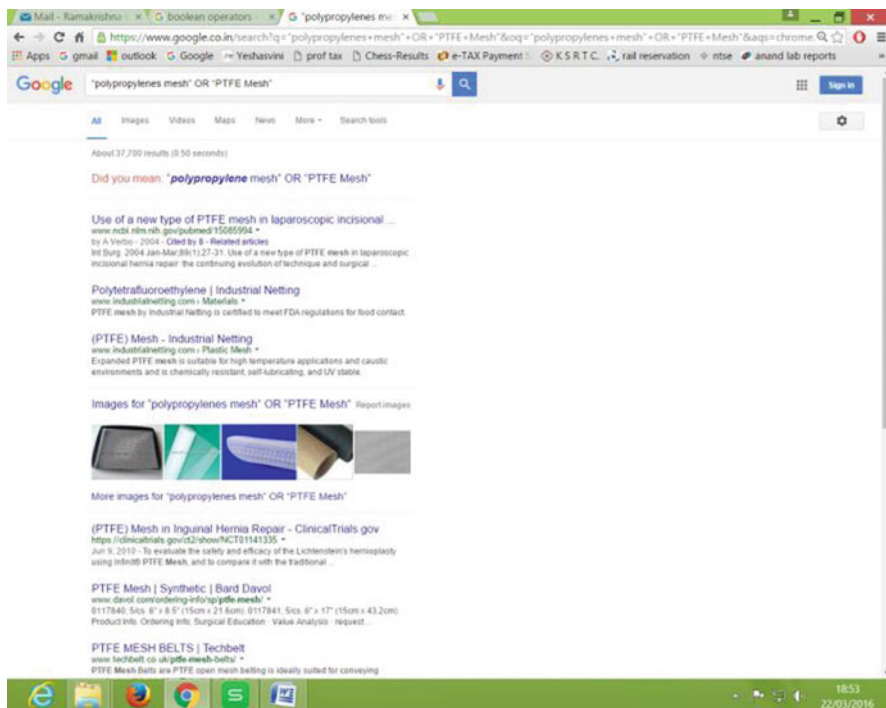 Mail - Ramakrishna
G boolean operators -
G "polypropylenes me
https://www.google.co.in/search?q="polypropylenes+mesh"+OR+"PTFE+Mesh"&oq="polypropylenes+mesh"+OR+"PTFE+Mesh"&aqs=chrome.
Apps G gmail outlook G Google Yeshasvini prof tax Chess-Results e-TAX Payment K S R T C. rail reservation ntse anand lab reports
Google "polypropylenes mesh" OR "PTFE Mesh" Sign in
All Images Videos Maps News More Search tools
About 37,700 results (0.50 seconds)
Did you mean: "polypropylene mesh" OR "PTFE Mesh"
Use of a new type of PTFE mesh in laparoscopic incisional ...
www.ncbi.nlm.nih.gov/pubmed/15085994
by A Verbo - 2004 - Cited by 8 - Related articles
Int Surg. 2004 Jan-Mar;89(1):27-31. Use of a new type of PTFE mesh in laparoscopic
incisional hernia repair: the continuing evolution of technique and surgical ...
Polytetrafluoroethylene | Industrial Netting
www.industrialnetting.com › Materials
PTFE mesh by Industrial Netting is certified to meet FDA regulations for food contact.
(PTFE) Mesh - Industrial Netting
www.industrialnetting.com › Plastic Mesh
Expanded PTFE mesh is suitable for high temperature applications and caustic
environments and is chemically resistant, self-lubricating, and UV stable.
Images for "polypropylenes mesh" OR "PTFE Mesh" Report images
More images for "polypropylenes mesh" OR "PTFE Mesh"
(PTFE) Mesh in Inguinal Hernia Repair - ClinicalTrials.gov
https://clinicaltrials.gov/ct2/show/NCT01141335
Jun 9, 2010 - To evaluate the safety and efficacy of the Lichtenstein's hernioplasty
using Infinit® PTFE Mesh, and to compare it with the traditional ...
PTFE Mesh | Synthetic | Bard Davol
www.davol.com/ordering-info/sp/ptfe-mesh/
0117840; 5/cs. 6" x 8.5" (15cm x 21.6cm). 0117841; 5/cs. 6" x 17" (15cm x 43.2cm).
Product Info. Ordering Info; Surgical Education · Value Analysis · request ...
PTFE MESH BELTS | Techbelt
www.techbelt.co.uk/ptfe-mesh-belts/
PTFE Mesh Belts are PTFE open mesh belting is ideally suited for conveying
18:53
22/03/2016